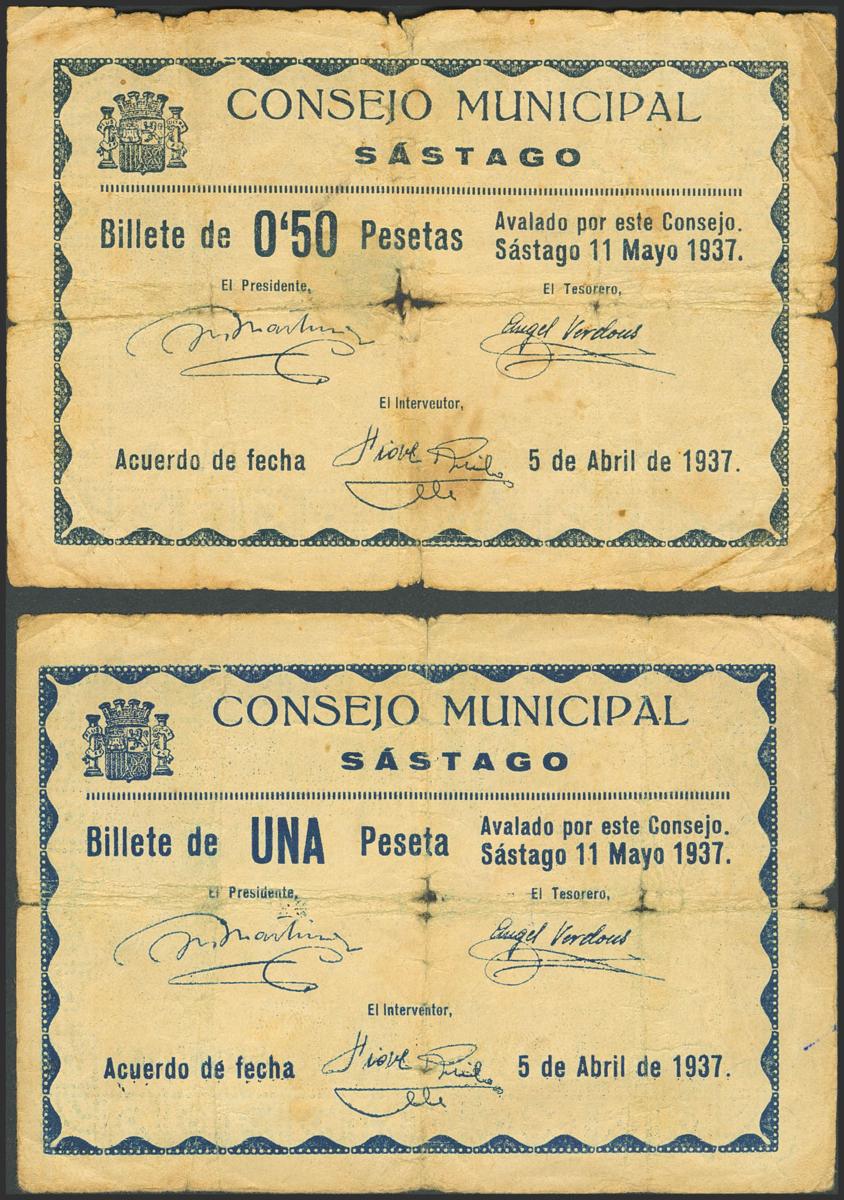 CONSEJO MUNICIPAL
SÁSTAGO
Billete de 0'50 Pesetas
Avalado por este Consejo.
Sástago 11 Mayo 1937.
El Presidente,
El Tesorero,
Angel Verdous
El Interveutor,
Acuerdo de fecha
5 de Abril de 1937.
CONSEJO MUNICIPAL
SÁSTAGO
Billete de UNA Peseta
Avalado por este Consejo.
Sástago 11 Mayo 1937.
El Presidente,
El Tesorero,
Angel Verdous
El Interventor,
Acuerdo de fecha
5 de Abril de 1937.